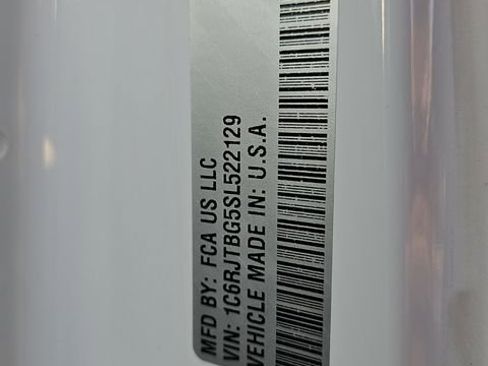 MFD BY: FCA US LLC
VIN: 1C6RJTBG5SL522129
VEHICLE MADE IN: U.S.A.